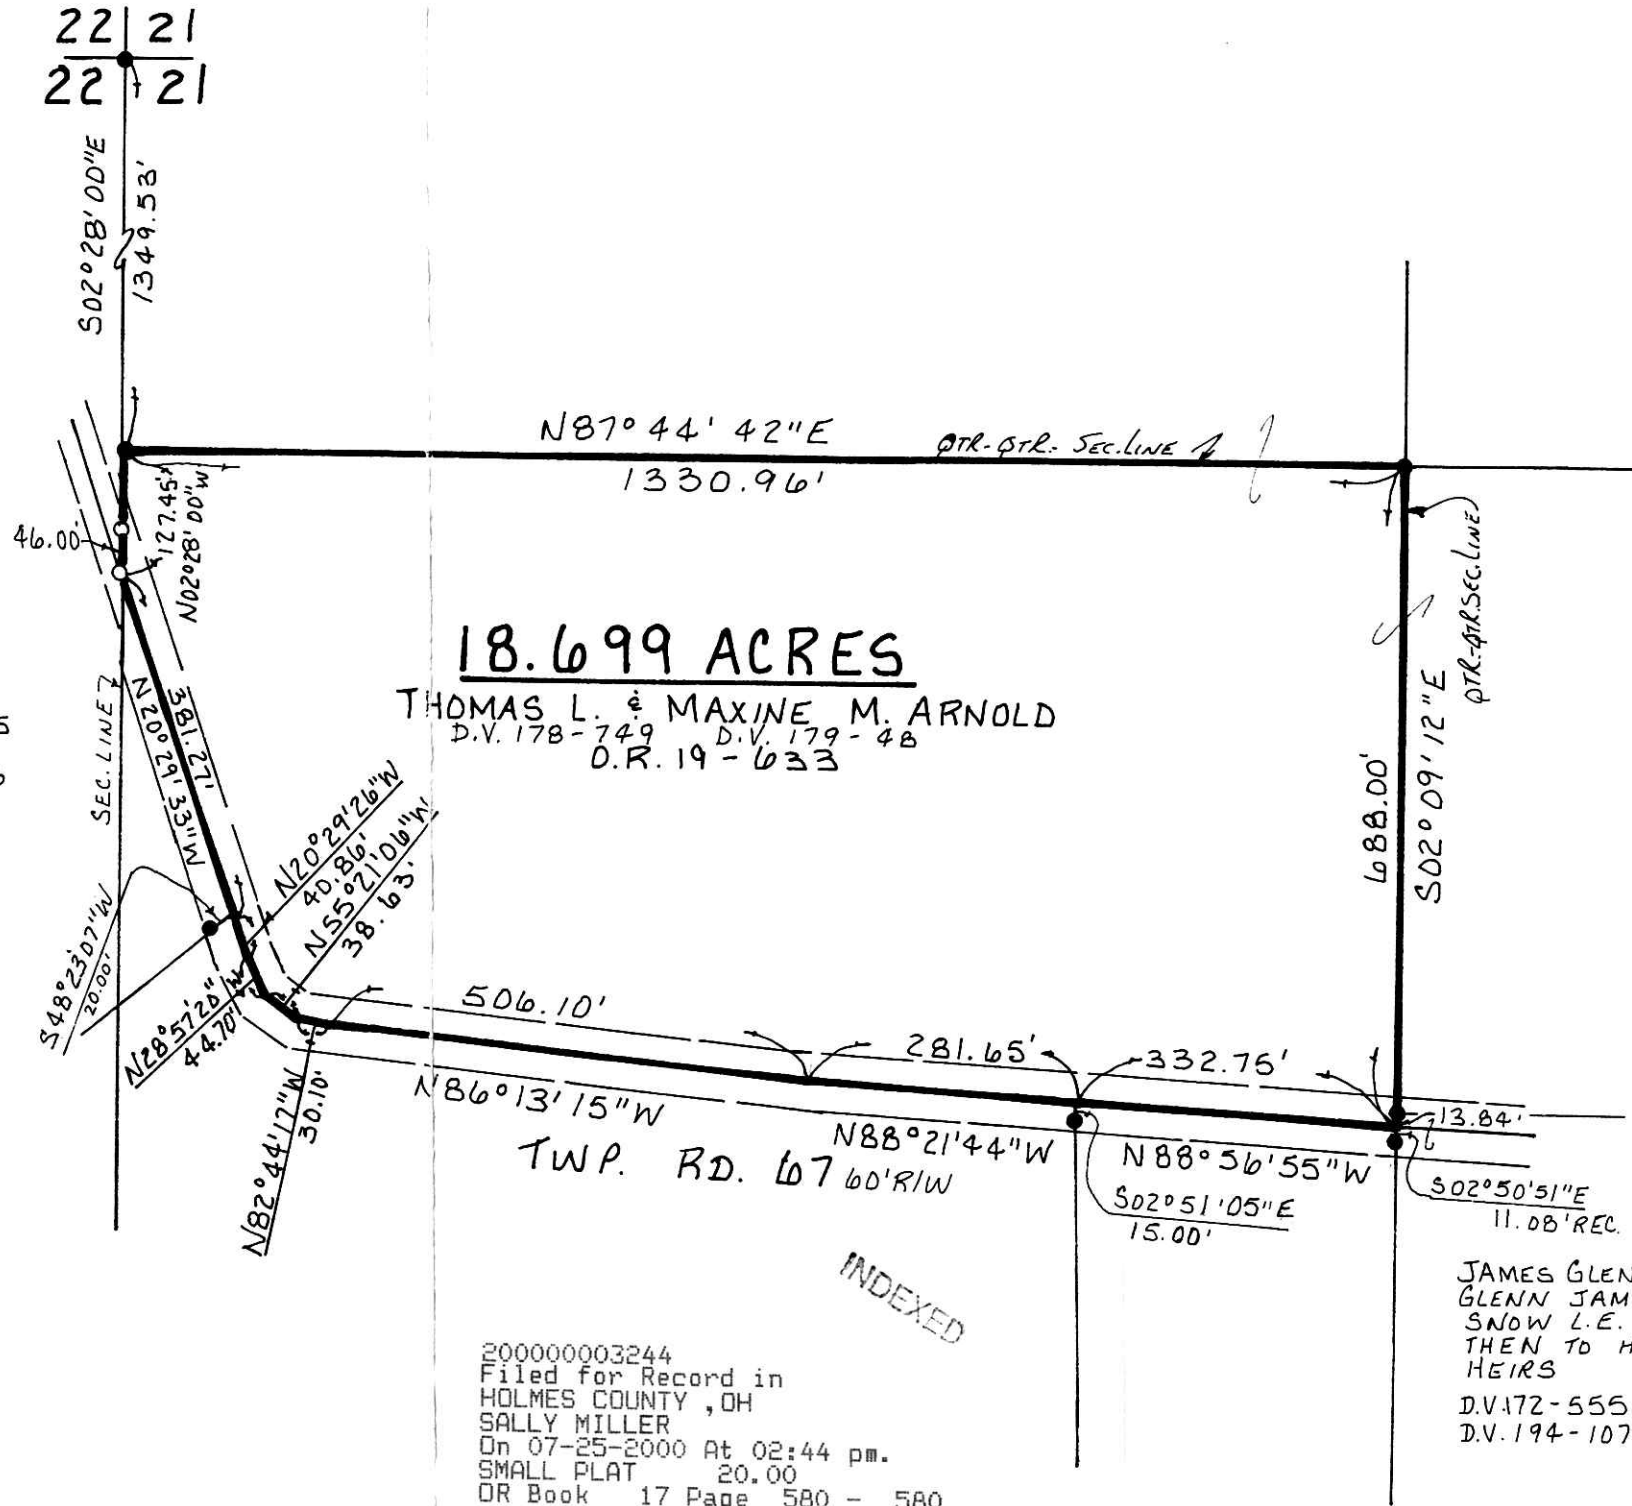 22 21
22 21
S02°28'00"E
1349.53'
N87°44'42"E
QTR-QTR. SEC. LINE
1330.96'
46.00'
127.45'
N02°28'00"W
QTR-QTR SEC. LINE
18.699 ACRES
THOMAS L. & MAXINE M. ARNOLD
D.V. 178-749 D.V. 179-48
O.R. 19-633
SEC. LINE
381.27'
N20°29'33"W
688.00'
S02°09'12"E
N20°29'26"W
40.86'
N55°21'06"W
38.63'
S48°23'07"W
20.00'
N28°57'20"W
44.70'
N82°44'17"W
30.10'
506.10'
281.65'
332.75'
13.84'
N86°13'15"W
N88°21'44"W
N88°56'55"W
TWP. RD. 67 60' R/W
S02°51'05"E
15.00'
S02°50'51"E
11.08' REC.
INDEXED
JAMES GLEN
GLENN JAM
SNOW L.E.
THEN TO H
HEIRS
D.V. 172-555
D.V. 194-107
200000003244
Filed for Record in
HOLMES COUNTY ,OH
SALLY MILLER
On 07-25-2000 At 02:44 pm.
SMALL PLAT 20.00
OR Book 17 Page 580 - 580